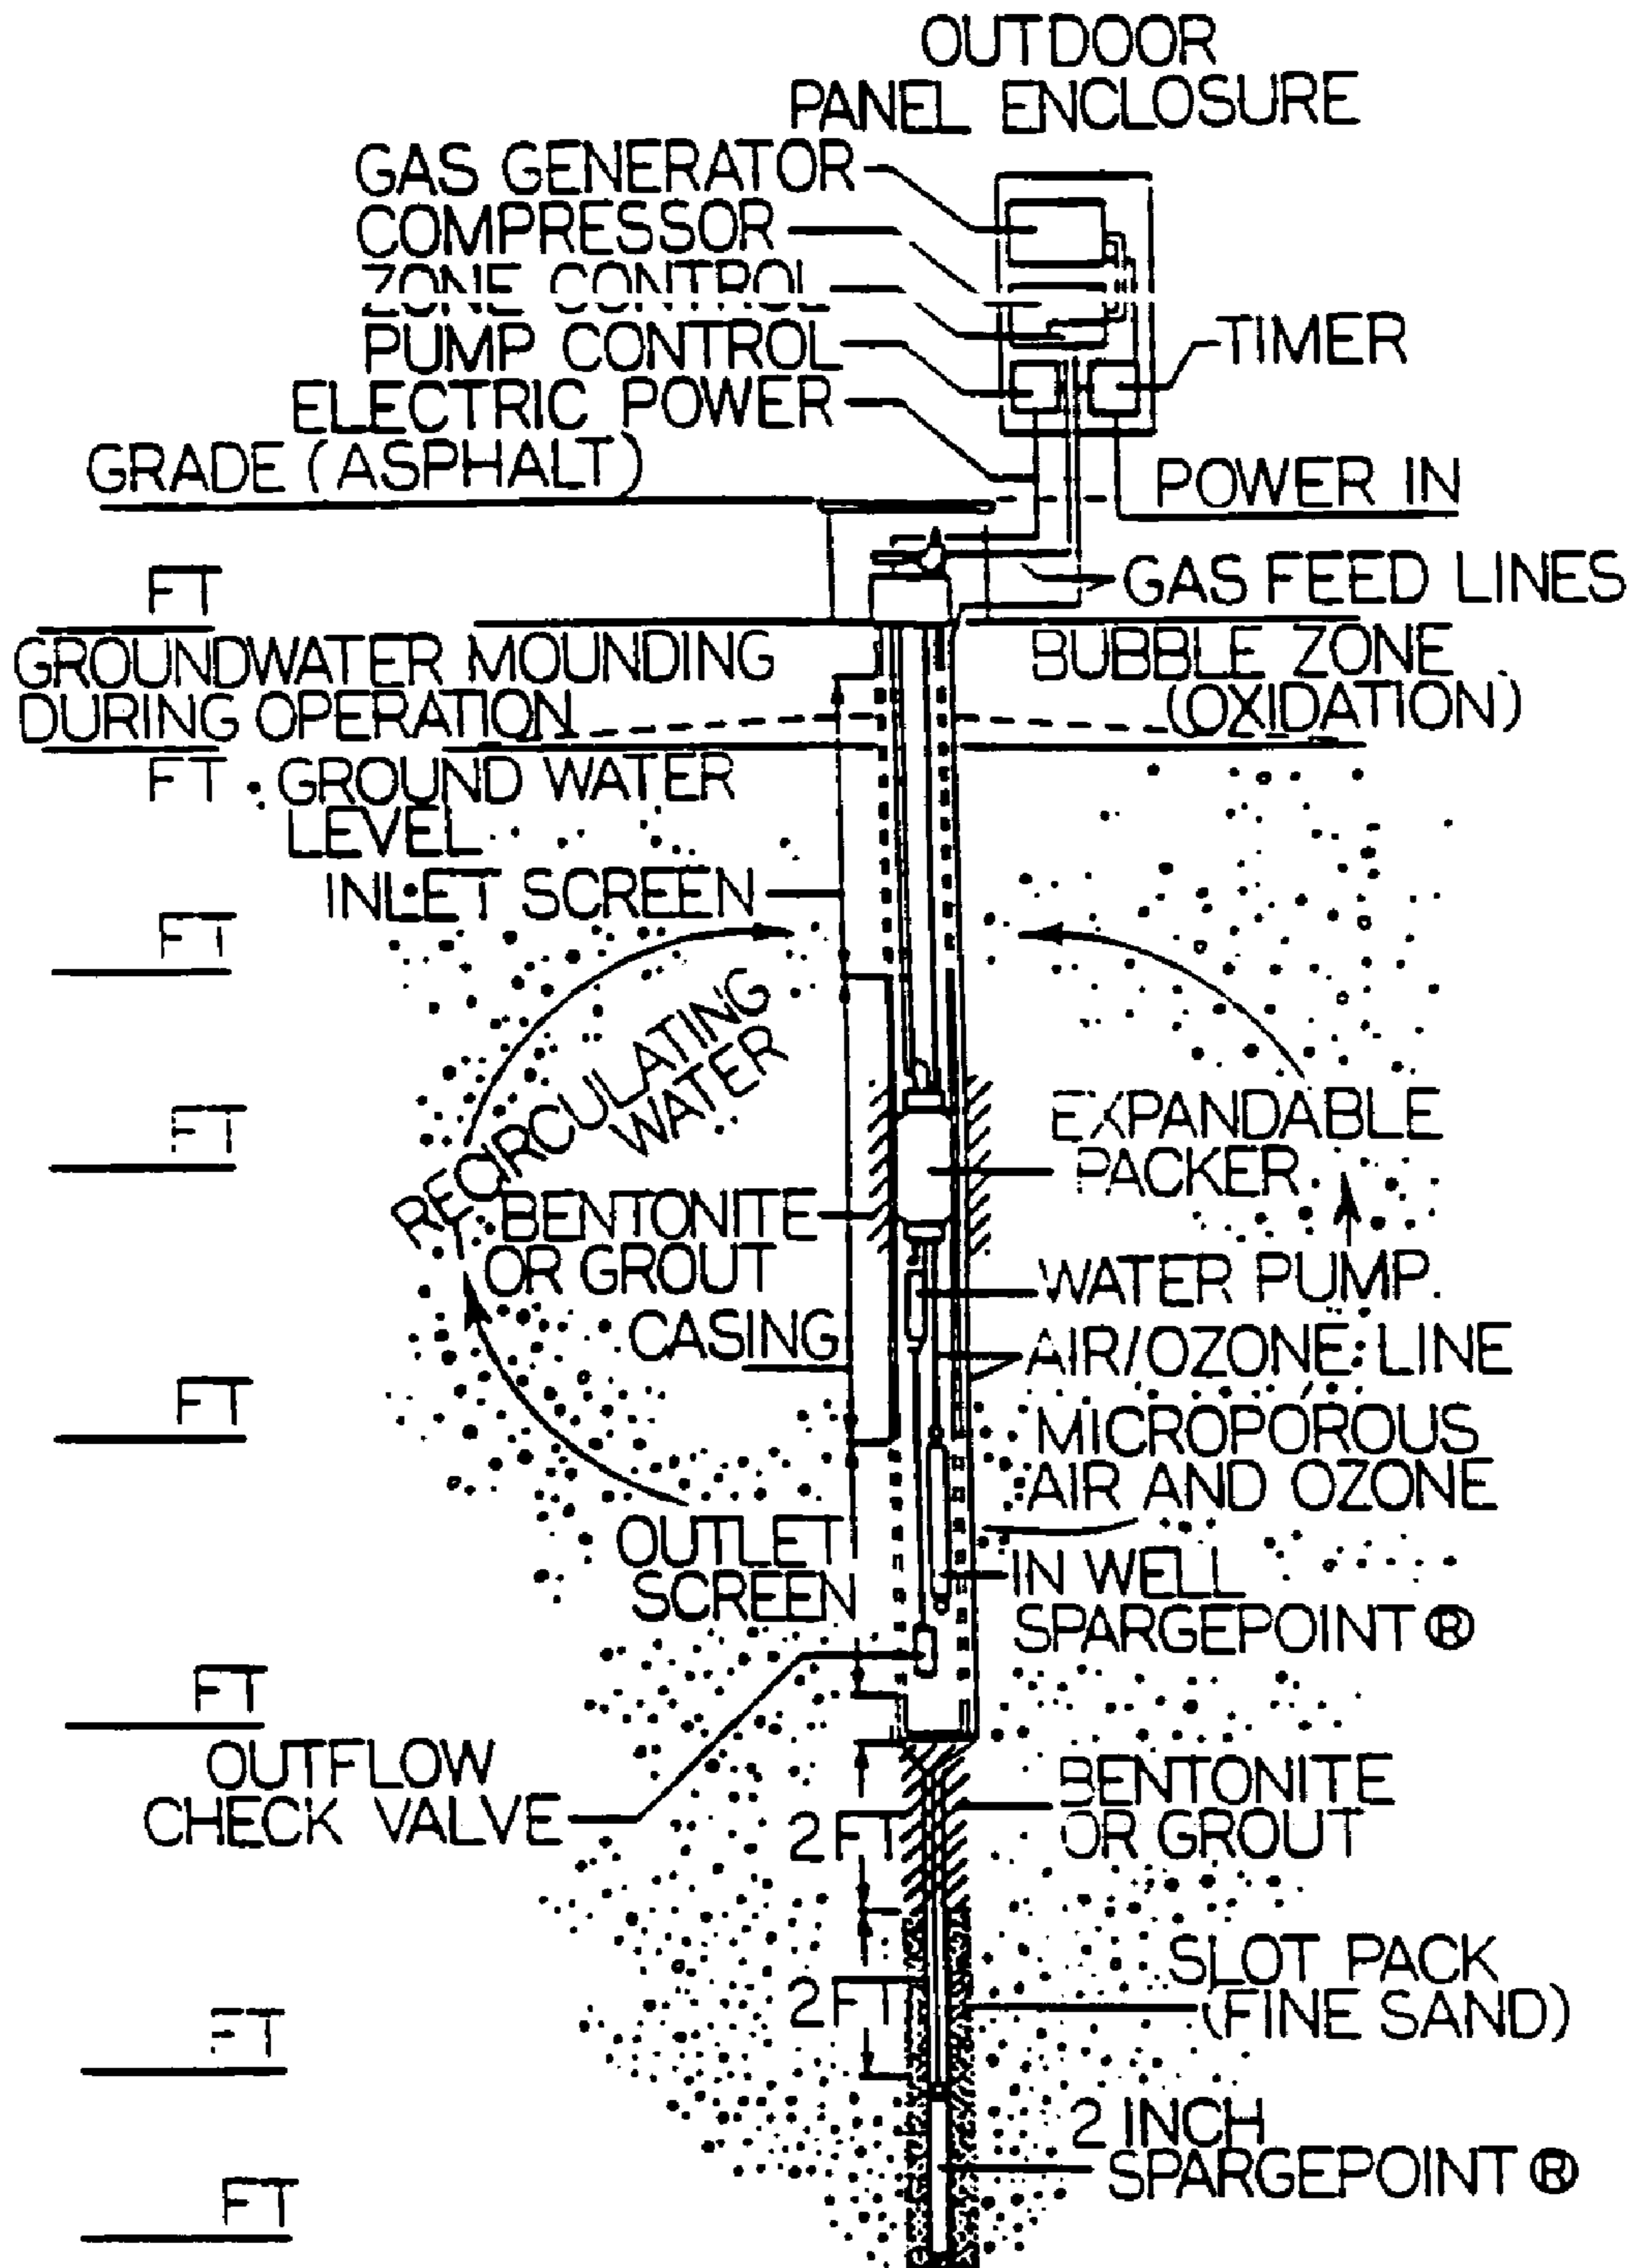 OUTDOOR
PANEL ENCLOSURE
GAS GENERATOR
COMPRESSOR
ZONE CONTROL
PUMP CONTROL
TIMER
ELECTRIC POWER
GRADE (ASPHALT)
POWER IN
FT
GAS FEED LINES
GROUNDWATER MOUNDING
DURING OPERATION
BUBBLE ZONE
(OXIDATION)
FT
GROUND WATER
LEVEL
INLET SCREEN
FT
RECIRCULATING
WATER
FT
EXPANDABLE
PACKER
BENTONITE
OR GROUT
WATER PUMP
CASING
AIR/OZONE LINE
FT
MICROPOROUS
AIR AND OZONE
OUTLET
SCREEN
IN WELL
SPARGEPOINT®
FT
OUTFLOW
CHECK VALVE
2 FT
BENTONITE
OR GROUT
SLOT PACK
(FINE SAND)
2 FT
FT
2 INCH
SPARGEPOINT®
FT